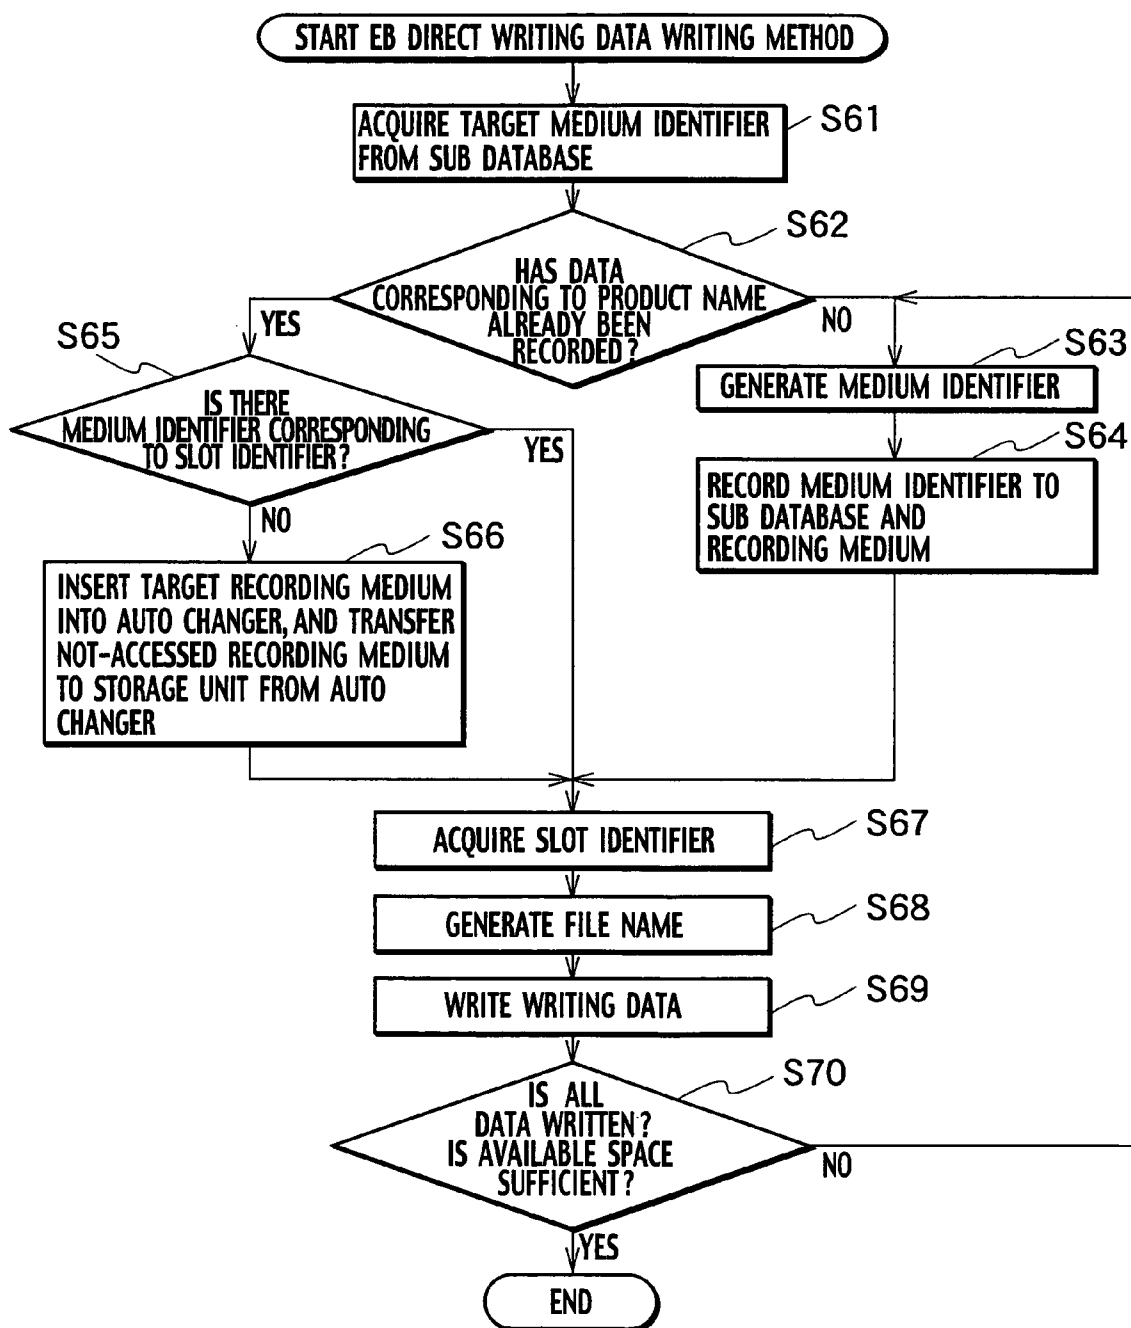 START EB DIRECT WRITING DATA WRITING METHOD
S61
ACQUIRE TARGET MEDIUM IDENTIFIER
FROM SUB DATABASE
S62
HAS DATA
CORRESPONDING TO PRODUCT NAME
ALREADY BEEN
RECORDED?
YES
NO
S65
IS THERE
MEDIUM IDENTIFIER CORRESPONDING
TO SLOT IDENTIFIER?
YES
NO
S63
GENERATE MEDIUM IDENTIFIER
S64
RECORD MEDIUM IDENTIFIER TO
SUB DATABASE AND
RECORDING MEDIUM
S66
INSERT TARGET RECORDING MEDIUM
INTO AUTO CHANGER, AND TRANSFER
NOT-ACCESSED RECORDING MEDIUM
TO STORAGE UNIT FROM AUTO
CHANGER
S67
ACQUIRE SLOT IDENTIFIER
S68
GENERATE FILE NAME
S69
WRITE WRITING DATA
S70
IS ALL
DATA WRITTEN?
IS AVAILABLE SPACE
SUFFICIENT?
NO
YES
END